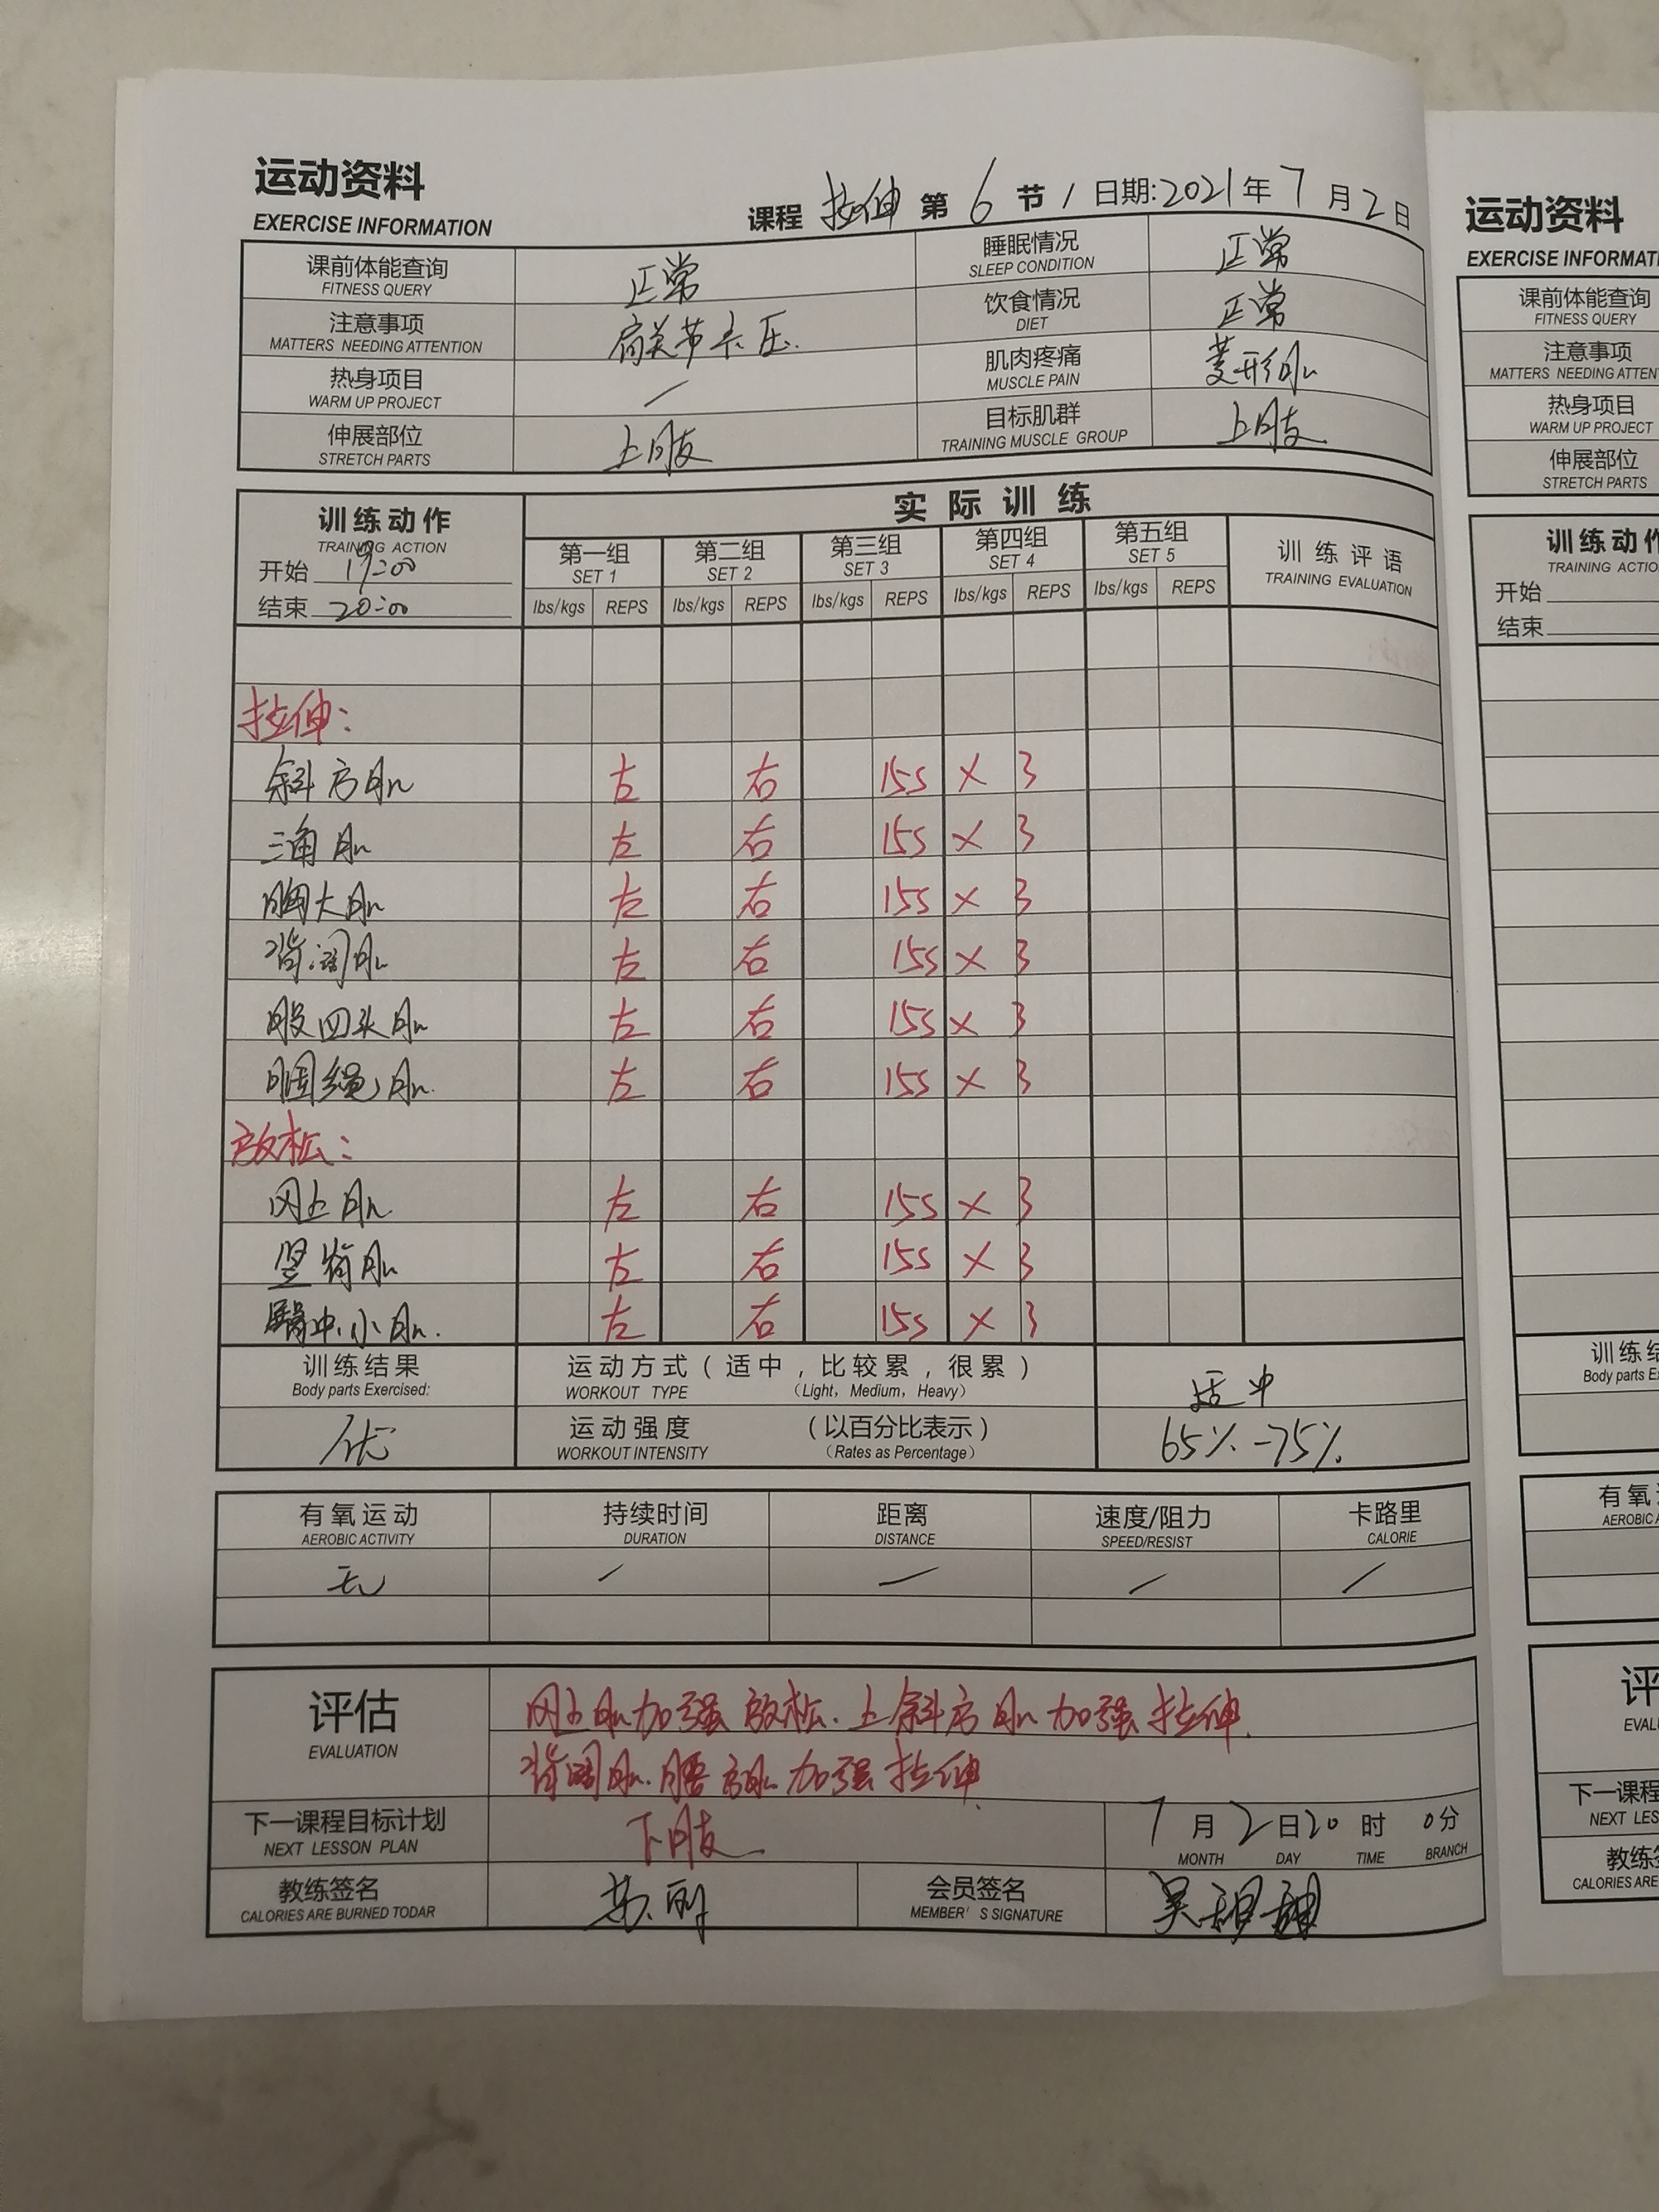 运动资料
EXERCISE INFORMATION
课程 拉伸 第 6 节 / 日期:2021年 7 月 2 日
课前体能查询 正常 睡眠情况 正常
FITNESS QUERY SLEEP CONDITION
注意事项 肩关节卡压. 饮食情况 正常
MATTERS NEEDING ATTENTION DIET
热身项目 / 肌肉疼痛 菱形肌
WARM UP PROJECT MUSCLE PAIN
伸展部位 上肢 目标肌群 上肢
STRETCH PARTS TRAINING MUSCLE GROUP
训练动作 实际训练
TRAINING ACTION
开始 19:00
结束 20:00
第一组 第二组 第三组 第四组 第五组 训练评语
SET 1 SET 2 SET 3 SET 4 SET 5 TRAINING EVALUATION
lbs/kgs REPS lbs/kgs REPS lbs/kgs REPS lbs/kgs REPS lbs/kgs REPS
拉伸:
斜方肌 左 右 15s × 3
三角肌 左 右 15s × 3
胸大肌 左 右 15s × 3
背阔肌 左 右 15s × 3
股四头肌 左 右 15s × 3
腘绳肌. 左 右 15s × 3
放松:
冈上肌 左 右 15s × 3
竖脊肌 左 右 15s × 3
臀中.小肌. 左 右 15s × 3
训练结果 运动方式(适中,比较累,很累) 适中
Body parts Exercised: WORKOUT TYPE (Light, Medium, Heavy)
优 运动强度 (以百分比表示) 65%-75%
WORKOUT INTENSITY (Rates as Percentage)
有氧运动 持续时间 距离 速度/阻力 卡路里
AEROBIC ACTIVITY DURATION DISTANCE SPEED/RESIST CALORIE
无 / / / /
评估 冈上肌加强放松.上斜方肌加强拉伸.
EVALUATION 背阔肌.腰方肌加强拉伸.
下一课程目标计划 下肢 7 月 2 日 20 时 0 分
NEXT LESSON PLAN MONTH DAY TIME BRANCH
教练签名 会员签名 吴甜甜
CALORIES ARE BURNED TODAR MEMBER'S SIGNATURE
运动资料
EXERCISE INFORMATI
课前体能查询
FITNESS QUERY
注意事项
MATTERS NEEDING ATTEN
热身项目
WARM UP PROJECT
伸展部位
STRETCH PARTS
训练动作
TRAINING ACTIO
开始
结束
训练结
Body parts Ex
有氧
AEROBIC A
评
EVAL
下一课程
NEXT LES
教练
CALORIES ARE